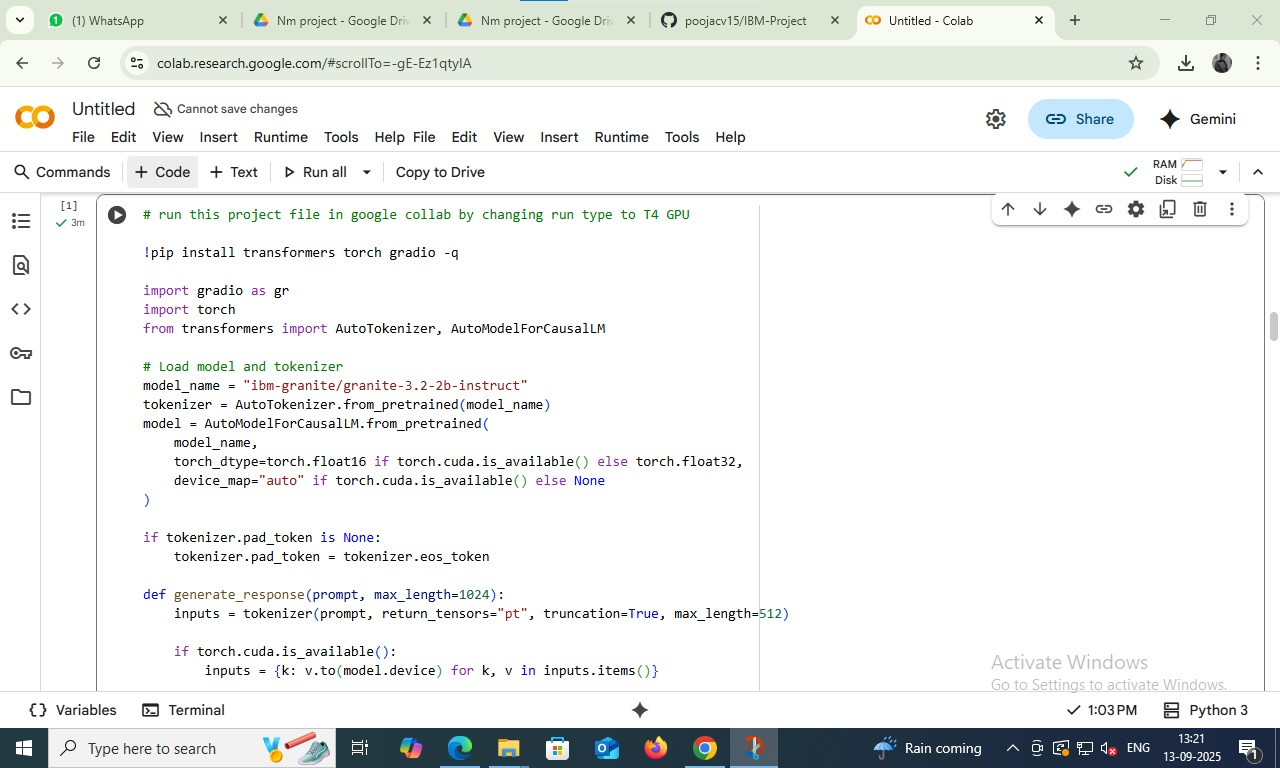 (1) WhatsApp
Nm project - Google Driv
Nm project - Google Driv
poojacv15/IBM-Project
Untitled - Colab
colab.research.google.com/#scrollTo=-gE-Ez1qtylA
Untitled
Cannot save changes
File Edit View Insert Runtime Tools Help File Edit View Insert Runtime Tools Help
Share
Gemini
Commands
+ Code
+ Text
Run all
Copy to Drive
RAM
Disk
[1]
3m
# run this project file in google collab by changing run type to T4 GPU
!pip install transformers torch gradio -q
import gradio as gr
import torch
from transformers import AutoTokenizer, AutoModelForCausalLM
# Load model and tokenizer
model_name = "ibm-granite/granite-3.2-2b-instruct"
tokenizer = AutoTokenizer.from_pretrained(model_name)
model = AutoModelForCausalLM.from_pretrained(
    model_name,
    torch_dtype=torch.float16 if torch.cuda.is_available() else torch.float32,
    device_map="auto" if torch.cuda.is_available() else None
)
if tokenizer.pad_token is None:
    tokenizer.pad_token = tokenizer.eos_token
def generate_response(prompt, max_length=1024):
    inputs = tokenizer(prompt, return_tensors="pt", truncation=True, max_length=512)
    if torch.cuda.is_available():
        inputs = {k: v.to(model.device) for k, v in inputs.items()}
Activate Windows
Go to Settings to activate Windows.
Variables
Terminal
1:03 PM
Python 3
Type here to search
Rain coming
ENG
13:21
13-09-2025
1